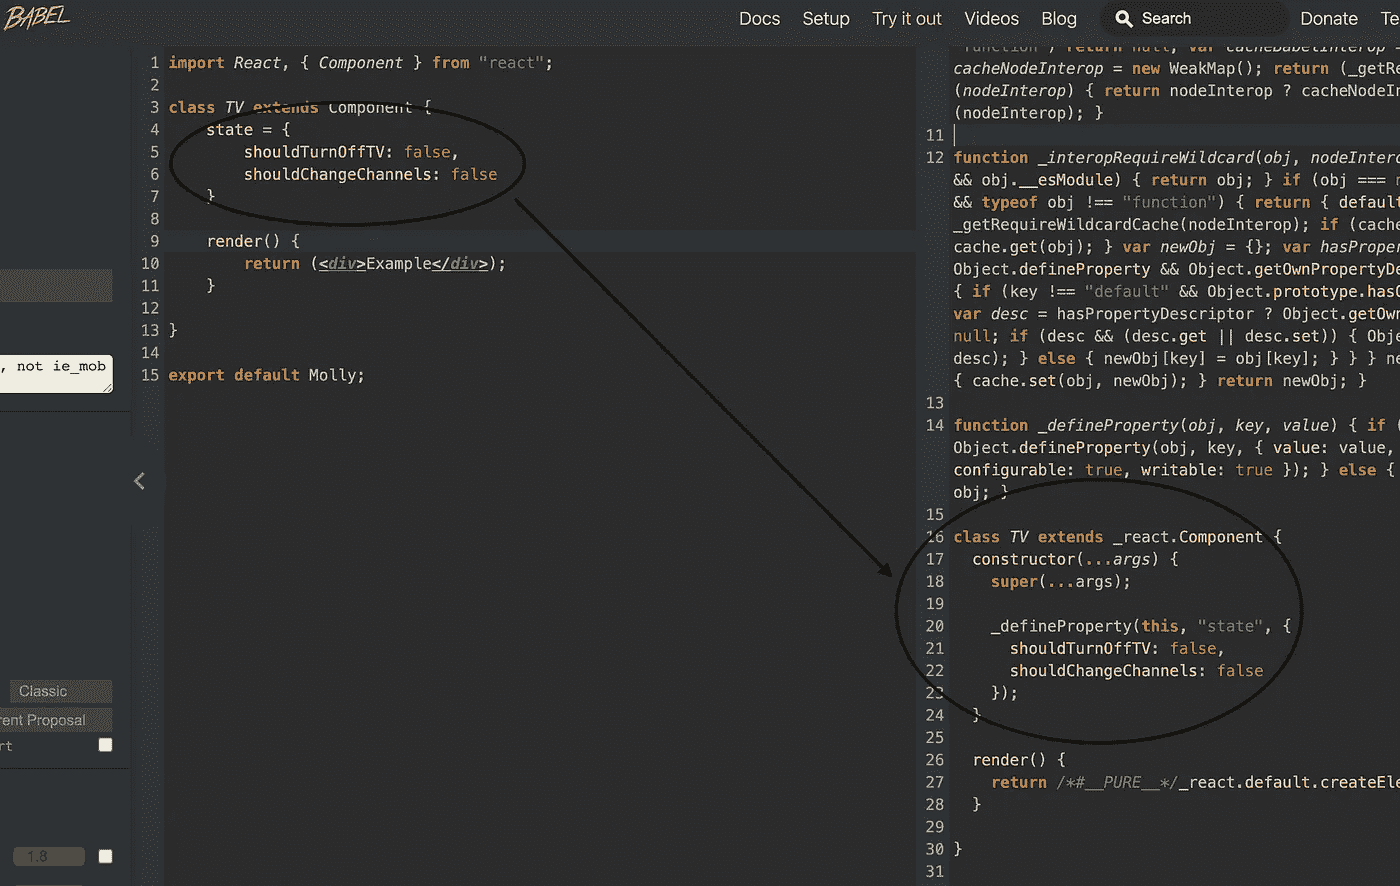 BABEL
Docs Setup Try it out Videos Blog Search Donate Te
1 import React, { Component } from "react";
2
3 class TV extends Component {
4 state = {
5 shouldTurnOffTV: false,
6 shouldChangeChannels: false
7 }
8
9 render() {
10 return (<div>Example</div>);
11 }
12
13 }
14
15 export default Molly;
, not ie_mob
Classic
rent Proposal
rt
1.8
"function") return null; var cacheBabelInterop =
cacheNodeInterop = new WeakMap(); return (_getRe
(nodeInterop) { return nodeInterop ? cacheNodeIn
(nodeInterop); }
11
12 function _interopRequireWildcard(obj, nodeInterо
&& obj.__esModule) { return obj; } if (obj === n
&& typeof obj !== "function") { return { default
_getRequireWildcardCache(nodeInterop); if (cache
cache.get(obj); } var newObj = {}; var hasProper
Object.defineProperty && Object.getOwnPropertyDe
{ if (key !== "default" && Object.prototype.hasO
var desc = hasPropertyDescriptor ? Object.getOwn
null; if (desc && (desc.get || desc.set)) { Obje
desc); } else { newObj[key] = obj[key]; } } } ne
{ cache.set(obj, newObj); } return newObj; }
13
14 function _defineProperty(obj, key, value) { if (
Object.defineProperty(obj, key, { value: value,
configurable: true, writable: true }); } else {
obj; }
15
16 class TV extends _react.Component {
17 constructor(...args) {
18 super(...args);
19
20 _defineProperty(this, "state", {
21 shouldTurnOffTV: false,
22 shouldChangeChannels: false
23 });
24 }
25
26 render() {
27 return /*#__PURE__*/_react.default.createEle
28 }
29
30 }
31